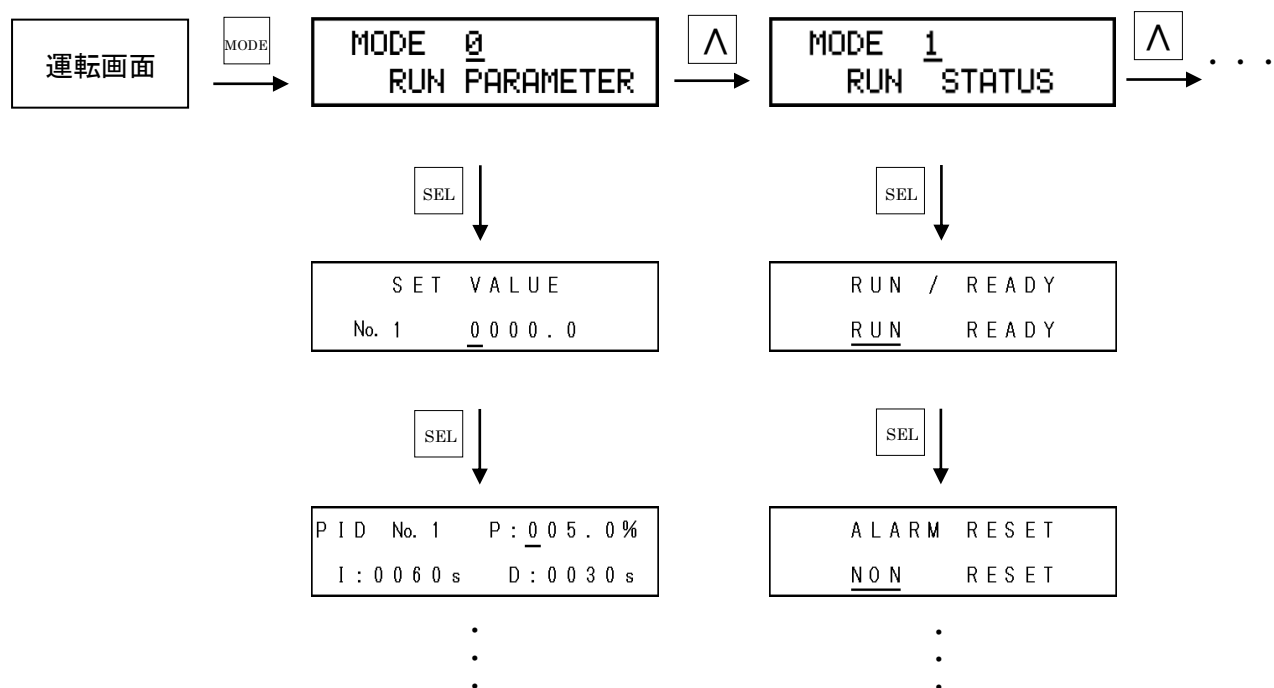 運転画面
MODE
MODE 0
RUN PARAMETER
∧
MODE 1
RUN STATUS
∧
・・・
SEL
SEL
SET VALUE
No. 1 0000.0
RUN / READY
RUN READY
SEL
SEL
PID No. 1 P:005.0%
I:0060s D:0030s
ALARM RESET
NON RESET